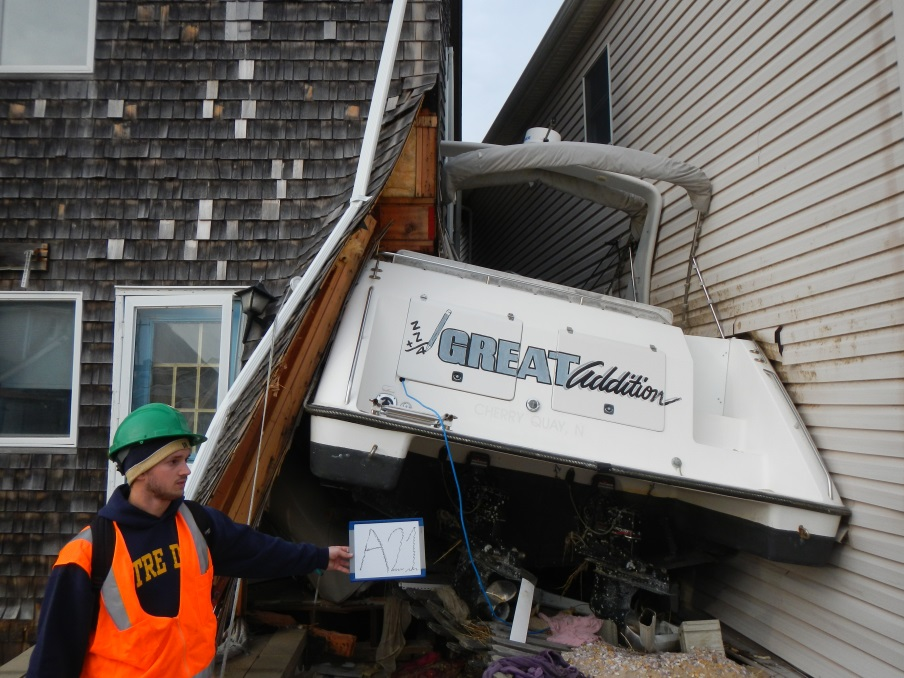 GREAT Addition
CHERRY QUAY, N
TRE D
A21